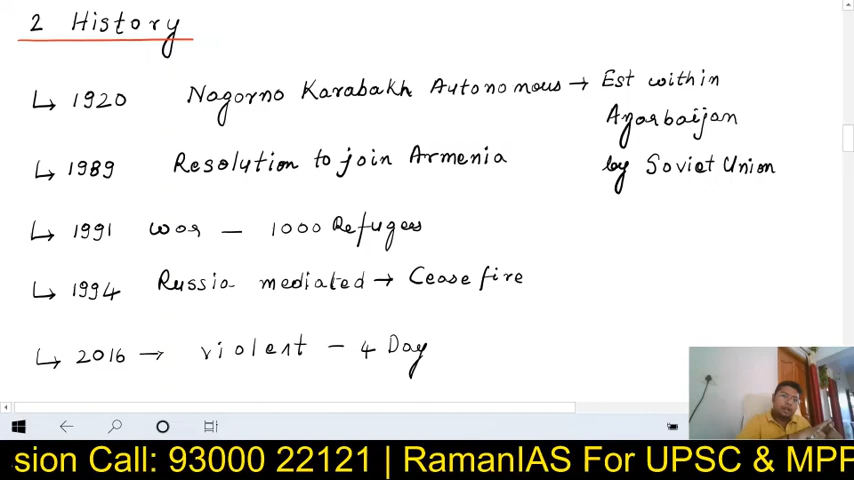 2 History
↳ 1920 Nagorno Karabakh Autonomous → Est within
Azarbaijan
by Soviet Union
↳ 1989 Resolution to join Armenia
↳ 1991 war - 1000 Refugees
↳ 1994 Russia mediated → Cease fire
↳ 2016 → violent - 4 Day
sion Call: 93000 22121 | RamanIAS For UPSC & MPP